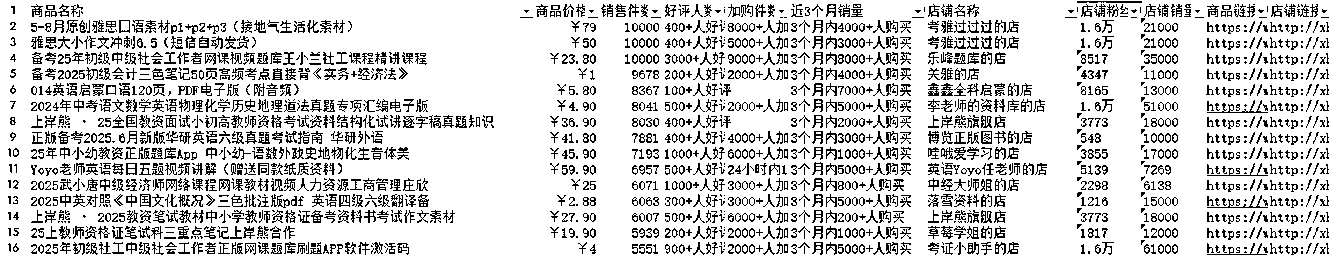 1 商品名称 商品价格 销售件数 好评人数 加购件数 近3个月销量 店铺名称 店铺粉丝 店铺销量 商品链接 店铺链接
2 5-8月原创雅思口语素材p1+p2+p3（接地气生活化素材） ¥79 10000 400+人好评 8000+人加 3个月内4000+人购买 考雅过过过的店 1.6万 21000 https://w http://xh
3 雅思大小作文冲刺6.5（短信自动发货） ¥50 10000 400+人好评 2000+人加 3个月内1000+人购买 考雅过过过的店 1.6万 21000 https://w http://xh
4 备考25年初级中级社会工作者网课视频题库王小兰社工课程精讲课程 ¥23.80 10000 3000+人好 9000+人加 3个月内1000+人购买 乐峰题库的店 8517 35000 https://w http://xh
5 备考2025初级会计三色笔记50页高频考点直接背《实务+经济法》 ¥1 9678 200+人好评 2000+人加 3个月内4000+人购买 关雅的店 4347 11000 https://w http://xh
6 014英语启蒙口语120页，PDF电子版（附音频） ¥5.80 8367 100+人好评 3个月内7000+人购买 鑫鑫全科启蒙的店 8165 13000 https://w http://xh
7 2024年中考语文数学英语物理化学历史地理道法真题专项汇编电子版 ¥4.90 8041 500+人好评 2000+人加 3个月内5000+人购买 李老师的资料库的店 1.6万 51000 https://w http://xh
8 上岸熊 · 25全国教资面试小初高教师资格考试资料结构化试讲逐字稿真题知识 ¥36.90 8030 400+人好评 3个月内2000+人购买 上岸熊旗舰店 3773 18000 https://w http://xh
9 正版备考2025.6月新版华研英语六级真题考试指南 华研外语 ¥41.80 7881 400+人好评 4000+人加 3个月内3000+人购买 博览正版图书的店 548 10000 https://w http://xh
10 25年中小幼教资正版题库App 中小幼-语数外政史地物化生音体美 ¥45.90 7193 1000+人好 6000+人加 3个月内1000+人购买 哇哦爱学习的店 3855 17000 https://w http://xh
11 Yoyo老师英语每日五题视频讲解（赠送同款纸质资料） ¥59.90 6957 500+人好评 24小时内1 3个月内3000+人购买 英语Yoyo任老师的店 5139 7269 https://w http://xh
12 2025武小唐中级经济师网络课程网课教材视频人力资源工商管理庄欣 ¥25 6071 1000+人好 3000+人加 3个月内800+人购买 中经大师姐的店 2298 6138 https://w http://xh
13 2025中英对照《中国文化概况》三色批注版pdf 英语四级六级翻译备 ¥2.88 6063 300+人好评 3000+人加 3个月内5000+人购买 落雪资料的店 1216 15000 https://w http://xh
14 上岸熊 · 2025教资笔试教材中小学教师资格证备考资料书考试作文素材 ¥27.90 6007 500+人好评 6000+人加 3个月内200+人购买 上岸熊旗舰店 3773 18000 https://w http://xh
15 25上教师资格证笔试科三重点笔记上岸熊合作 ¥19.90 5939 200+人好评 2000+人加 3个月内1000+人购买 草莓学姐的店 1817 12000 https://w http://xh
16 2025年初级社工中级社会工作者正版网课题库刷题APP软件激活码 ¥4 5551 900+人好评 2000+人加 3个月内5000+人购买 考证小助手的店 1.6万 61000 https://w http://xh